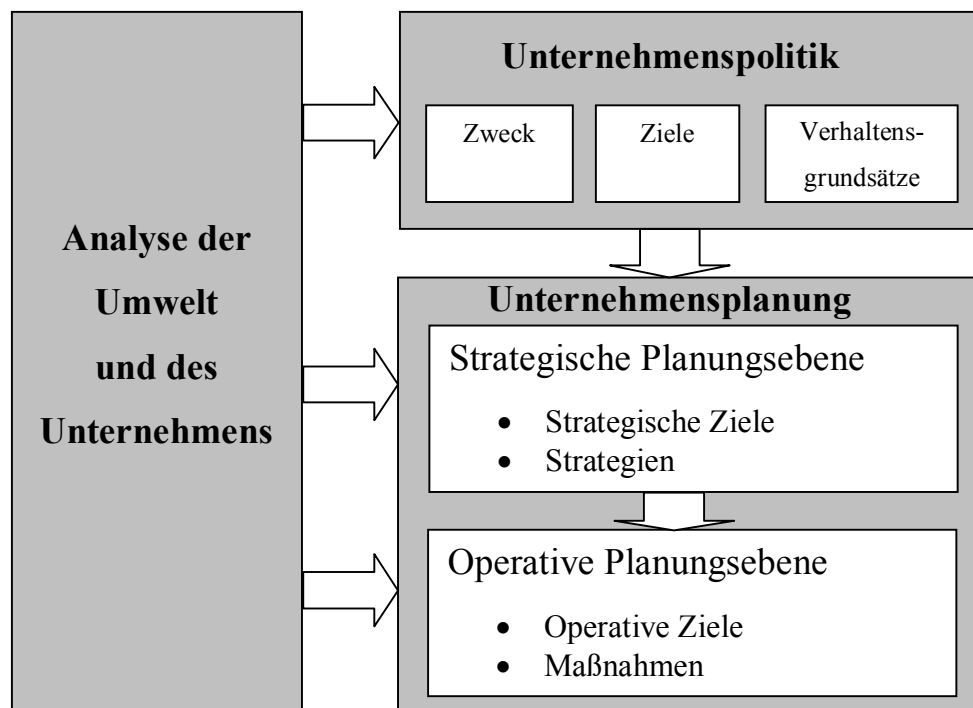 Analyse der
Umwelt
und des
Unternehmens
Unternehmenspolitik
Zweck
Ziele
Verhaltens-
grundsätze
Unternehmensplanung
Strategische Planungsebene
• Strategische Ziele
• Strategien
Operative Planungsebene
• Operative Ziele
• Maßnahmen